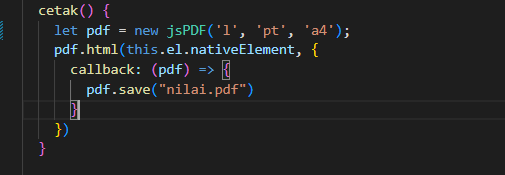 cetak() {
let pdf = new jsPDF('l', 'pt', 'a4');
pdf.html(this.el.nativeElement, {
callback: (pdf) => {
pdf.save("nilai.pdf")
}
})
}